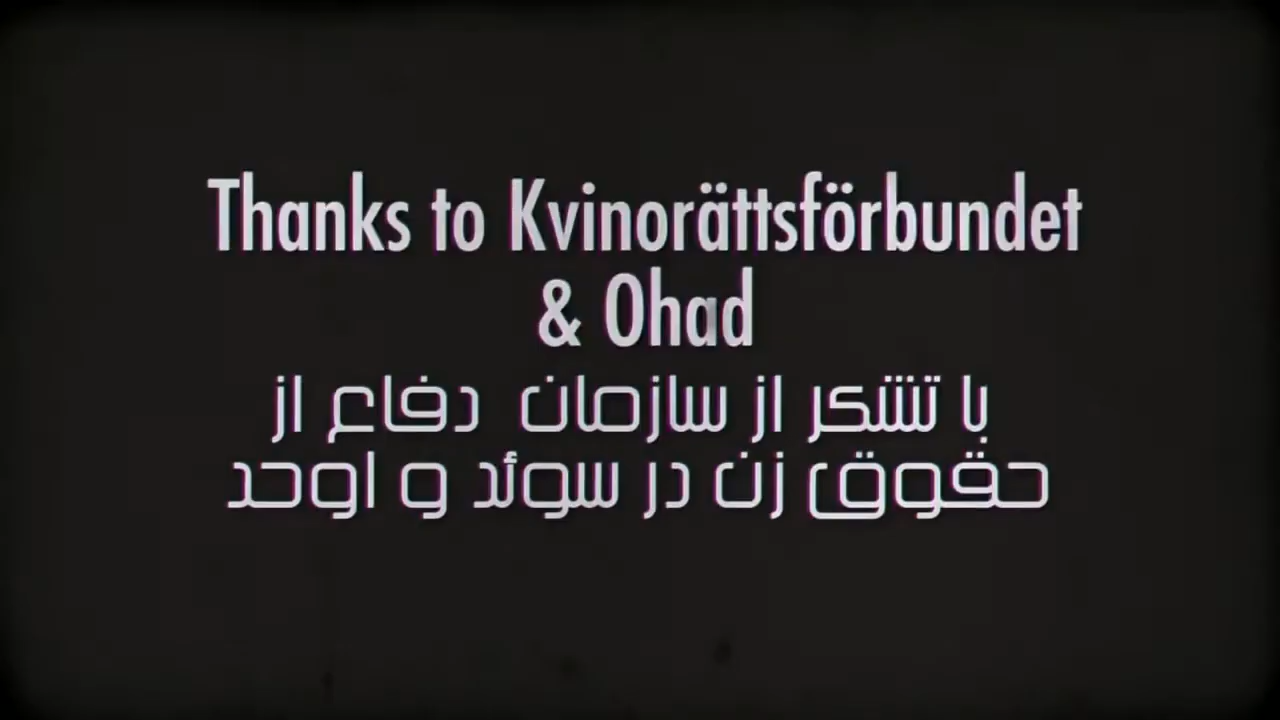 Thanks to Kvinorättsförbundet
& Ohad
با تشکر از سازمان دفاع از
حقوق زن در سوئد و اوحد